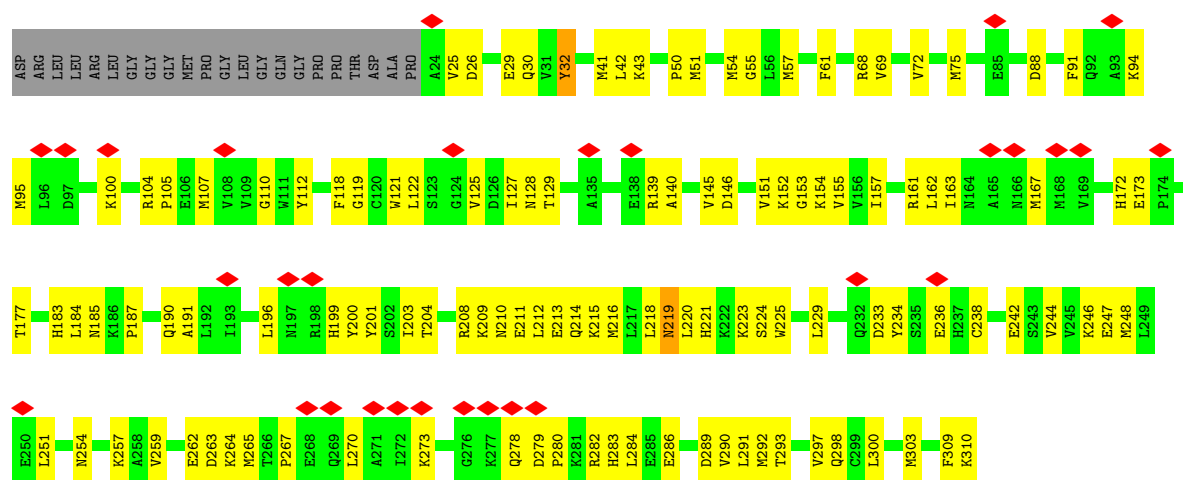 ASP ARG LEU LEU ARG LEU GLY GLY GLY MET PRO GLY LEU GLY GLN GLY PRO PRO THR ASP ALA PRO A24 V25 D26 E29 Q30 V31 Y32 M41 L42 K43 P50 M51 M54 G55 L56 M57 F61 R68 V69 V72 M75 E85 D88 F91 Q92 A93 K94
M95 L96 D97 K100 R104 P105 E106 M107 V108 V109 G110 W111 Y112 F118 G119 G120 W121 L122 S123 G124 V125 D126 I127 N128 T129 A135 E138 R139 A140 V145 D146 V151 K152 G153 K154 V155 V156 I157 R161 L162 I163 N164 A165 N166 M167 M168 V169 H172 E173 P174
T177 H183 L184 N185 K186 P187 Q190 A191 L192 I193 L196 N197 R198 H199 Y200 Y201 S202 I203 T204 R208 K209 N210 E211 L212 E213 Q214 K215 M216 L217 L218 N219 L220 H221 K222 K223 S224 W225 L229 Q232 D233 Y234 S235 E236 H237 C238 E242 S243 V244 V245 K246 E247 M248 L249
E250 L251 N254 K257 A258 V259 E262 D263 K264 M265 T266 P267 E268 Q269 L270 A271 I272 K273 G276 K277 Q278 D279 P280 K281 R282 H283 L284 E285 E286 D289 V290 L291 M292 T293 V297 Q298 C299 L300 M303 F309 K310